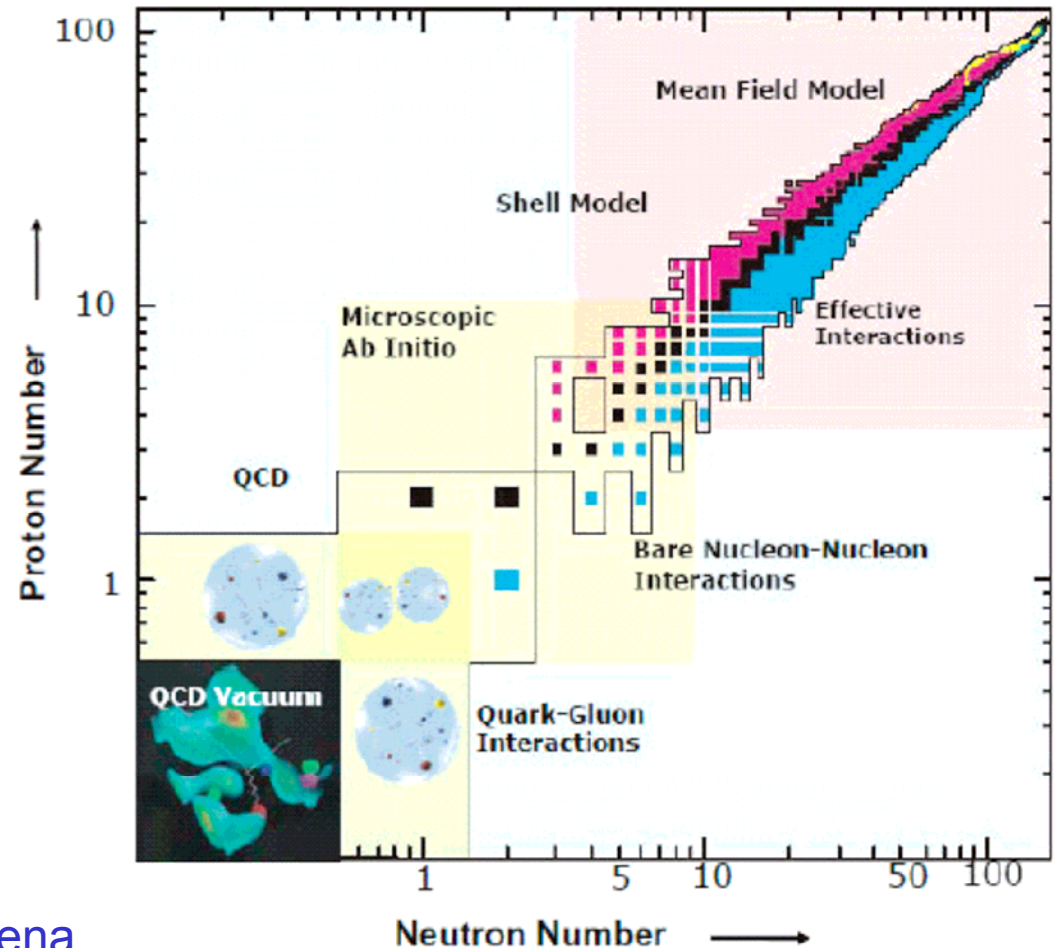 100
Mean Field Model
Shell Model
10
Microscopic
Ab Initio
Effective
Interactions
Proton Number
QCD
Bare Nucleon-Nucleon
Interactions
1
QCD Vacuum
Quark-Gluon
Interactions
1 5 10 50 100
Neutron Number
ena